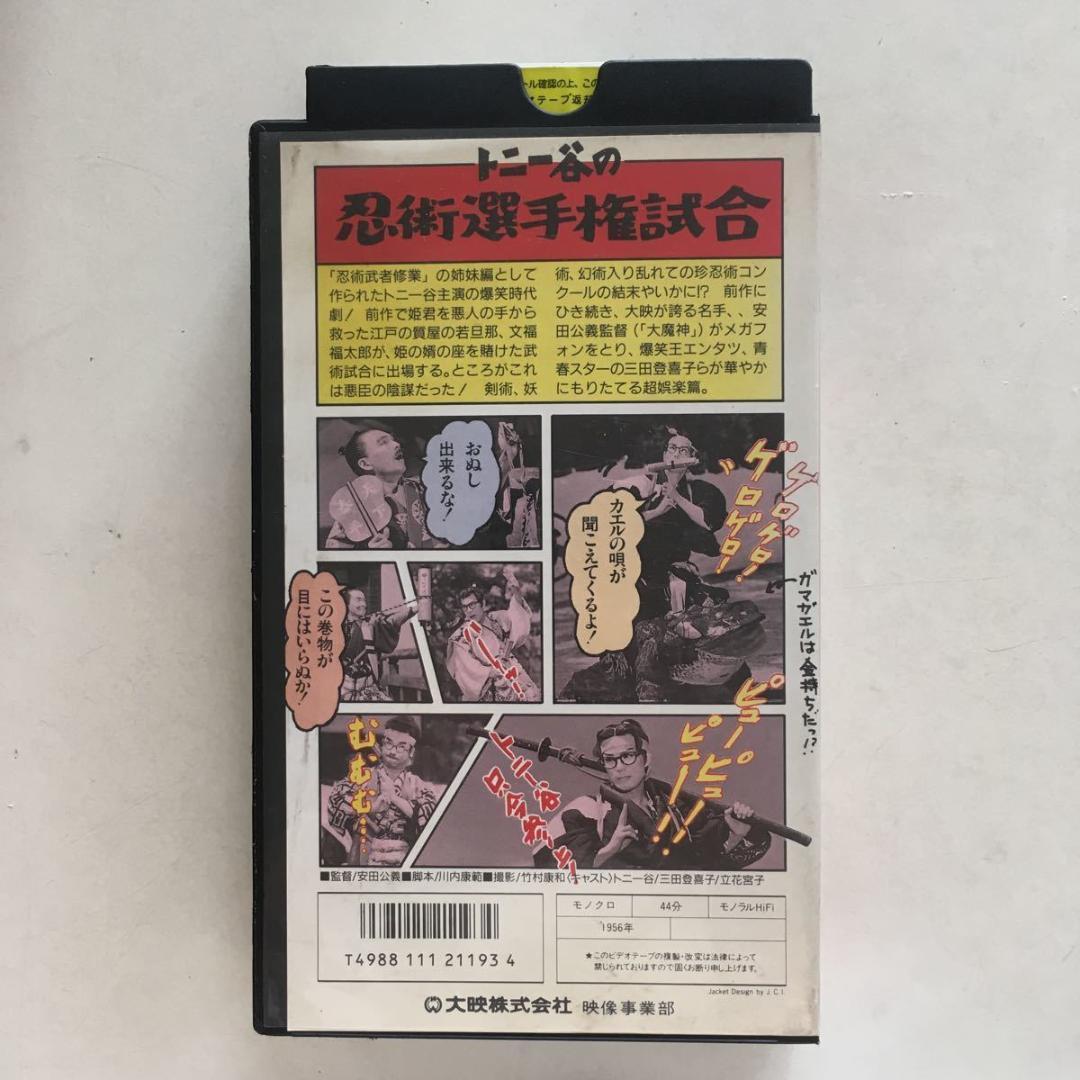 トル確認の上、この
テープ返却
トニー谷の
忍術選手権試合
「忍術武者修業」の姉妹編として
作られたトニー谷主演の爆笑時代
劇! 前作で姫君を悪人の手から
救った江戸の質屋の若旦那、文福
福太郎が、姫の婿の座を賭けた武
術試合に出場する。ところがこれ
は悪臣の陰謀だった! 剣術、妖
術、幻術入り乱れての珍忍術コン
クールの結末やいかに!? 前作に
ひき続き、大映が誇る名手、、安
田公義監督(「大魔神」)がメガフ
ォンをとり、爆笑王エンタツ、青
春スターの三田登喜子らが華やか
にもりたてる超娯楽篇。
おぬし
出来るな!
カエルの唄が
聞こえてくるよ!
ゲロゲロ!
ゲロゲロ!
ガマガエルは金持ちだっ!?
この巻物が
目にはいらぬか!
むむむ‥‥
トニー谷
ピューピュー!
ピュー!!
■監督/安田公義■脚本/川内康範■撮影/竹村康和〈キャスト〉トニー谷/三田登喜子/立花宮子
T4988 111 21193 4
モノクロ 44分 モノラルHiFi
1956年
★このビデオテープの複製・改変は法律によって
禁じられておりますので固くお断り申し上げます。
Jacket Design by J.C.I.
大映株式会社 映像事業部